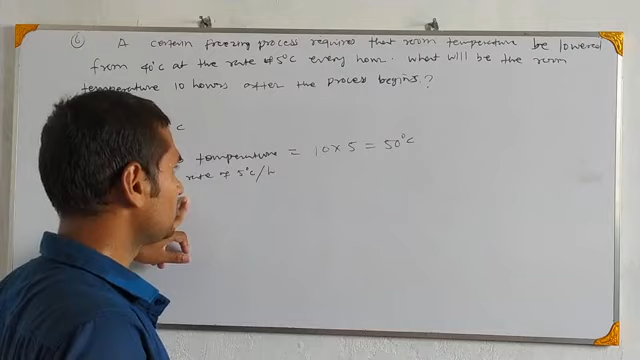 ⑥ A certain freezing process requires that room temperature be lowered
from 40°C at the rate of 5°C every hour. What will be the room
temperature 10 hours after the process begins?
°C
temperature = 10 × 5 = 50°C
rate of 5°C/h